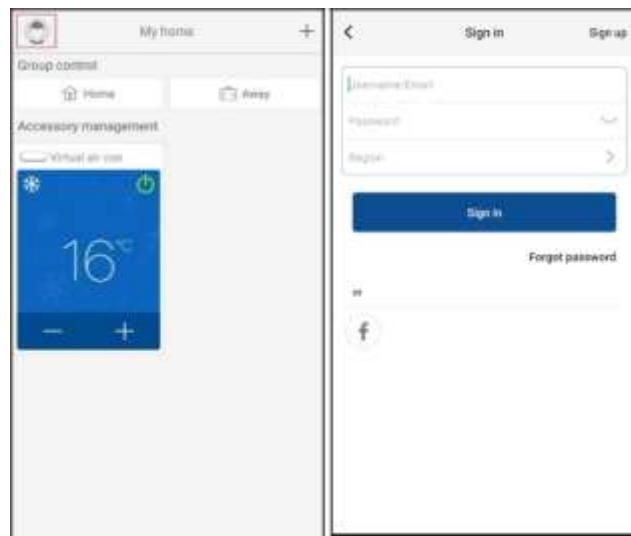 My home
+
Group control
Home
Away
Accessory management
Virtual air con
16°C
− +
Sign in
Sign up
Username/Email
Password
Region
Sign in
Forgot password
or
f